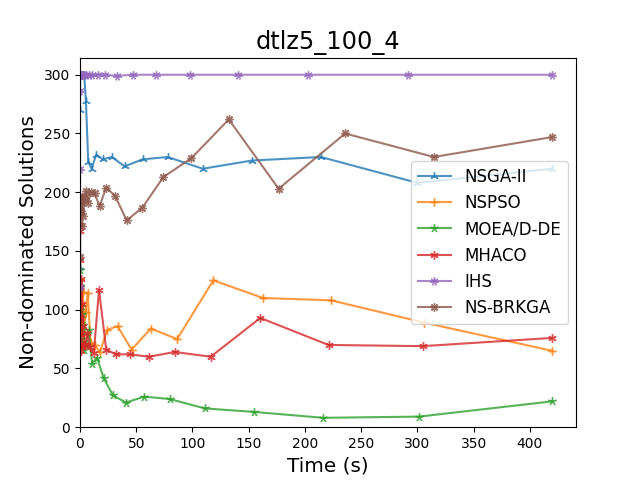 dtlz5_100_4
Non-dominated Solutions
300
250
200
150
100
50
0
NSGA-II
NSPSO
MOEA/D-DE
MHACO
IHS
NS-BRKGA
0 50 100 150 200 250 300 350 400
Time (s)